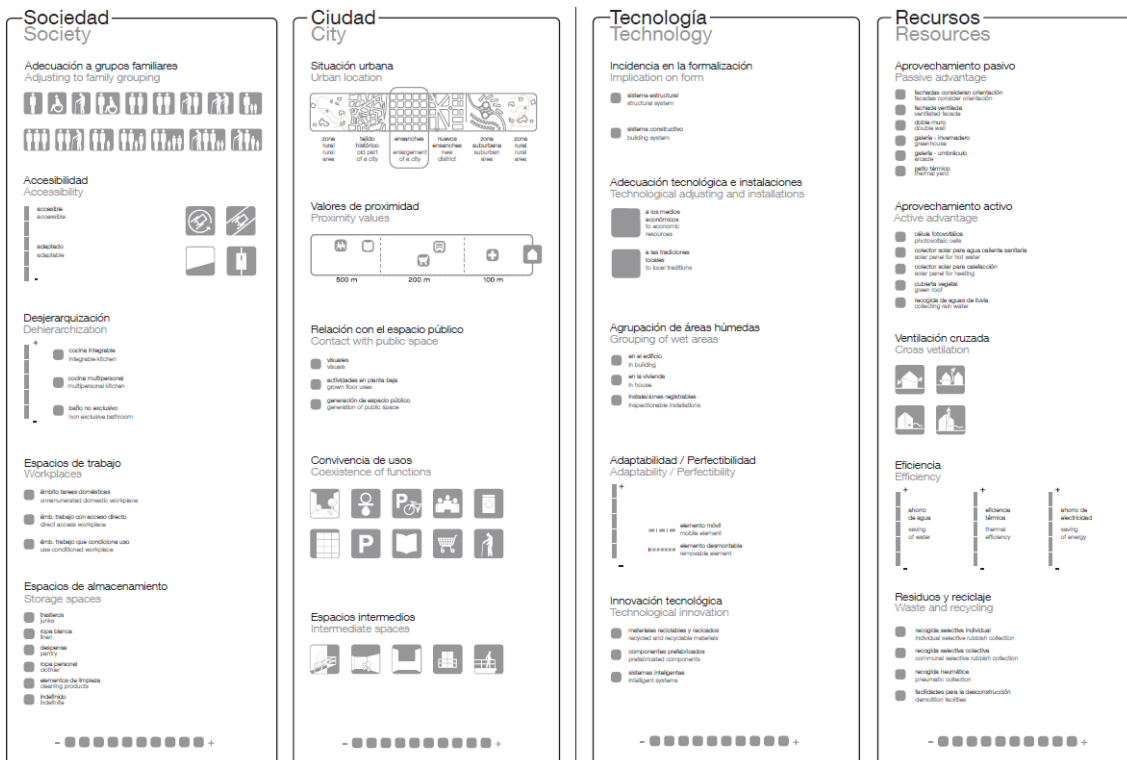 Sociedad
Society
Adecuación a grupos familiares
Adjusting to family grouping
Accesibilidad
Accessibility
accesible
accessible
adaptado
adaptable
-
Desjerarquización
Dehierarchization
+
cocina integrable
integrable kitchen
cocina multipersonal
multipersonal kitchen
baño no exclusivo
non exclusive bathroom
-
Espacios de trabajo
Workplaces
ámbito tareas domésticas
unremunerated domestic workplace
ámb. trabajo con acceso directo
direct access workplace
ámb. trabajo que condiciona uso
use conditioned workplace
Espacios de almacenamiento
Storage spaces
trasteros
junks
ropa blanca
linen
despensa
pantry
ropa personal
clothier
elementos de limpieza
cleaning products
indefinido
indefinite
- +
Ciudad
City
Situación urbana
Urban location
zona
rural
rural
area
tejido
histórico
old part
of a city
ensanches
enlargement
of a city
nuevos
ensanches
new
district
zona
suburbana
suburban
area
zona
rural
rural
area
Valores de proximidad
Proximity values
500 m 200 m 100 m
Relación con el espacio público
Contact with public space
visuales
visuals
actividades en planta baja
grown floor uses
generación de espacio público
generation of public space
Convivencia de usos
Coexistence of functions
P
P
Espacios intermedios
Intermediate spaces
- +
Tecnología
Technology
Incidencia en la formalización
Implication on form
sistema estructural
structural system
sistema constructivo
building system
Adecuación tecnológica e instalaciones
Technological adjusting and installations
a los medios
económicos
to economic
resources
a las tradiciones
locales
to local traditions
Agrupación de áreas húmedas
Grouping of wet areas
en el edificio
in building
en la vivienda
in house
instalaciones registrables
inspectionable installations
Adaptabilidad / Perfectibilidad
Adaptability / Perfectibility
+
elemento móvil
mobile element
elemento desmontable
removable element
-
Innovación tecnológica
Technological innovation
materiales reciclables y reciclados
recycled and recyclable materials
componentes prefabricados
prefabricated components
sistemas inteligentes
intelligent systems
- +
Recursos
Resources
Aprovechamiento pasivo
Passive advantage
fachadas consideran orientación
facades consider orientación
fachada ventilada
ventilated facade
doble muro
double wall
galería - invernadero
greenhouse
galería - umbráculo
arcade
patio térmico
thermal yard
Aprovechamiento activo
Active advantage
célula fotovoltáica
photovoltaic cells
colector solar para agua caliente sanitaria
solar panel for hot water
colector solar para calefacción
solar panel for heating
cubierta vegetal
green roof
recogida de aguas de lluvia
collecting rain water
Ventilación cruzada
Cross vetilation
Eficiencia
Efficiency
+ + +
ahorro
de agua
saving
of water
eficiencia
térmica
thermal
efficiency
ahorro de
electricidad
saving
of energy
- - -
Residuos y reciclaje
Waste and recycling
recogida selectiva individual
individual selective rubbish collection
recogida selectiva colectiva
communal selective rubbish collection
recogida neumática
pneumatic collection
facilidades para la desconstrucción
demolition facilities
- +